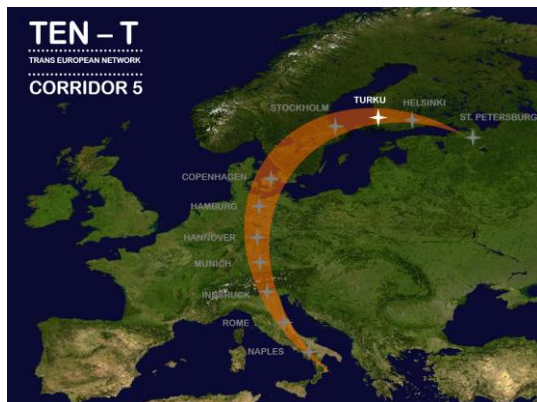 TEN – T
TRANS EUROPEAN NETWORK
CORRIDOR 5
TURKU
HELSINKI
STOCKHOLM
ST. PETERSBURG
COPENHAGEN
HAMBURG
HANNOVER
MUNICH
INNSBRUCK
ROME
NAPLES